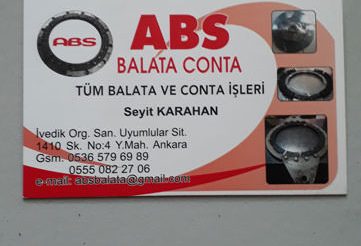 ABS
ABS
BALATA CONTA
TÜM BALATA VE CONTA İŞLERİ
Seyit KARAHAN
İvedik Org. San. Uyumlular Sit.
1410 Sk. No:4 Y.Mah. Ankara
Gsm: 0536 579 69 89
0555 082 27 06
e-mail: absbalata@gmail.com